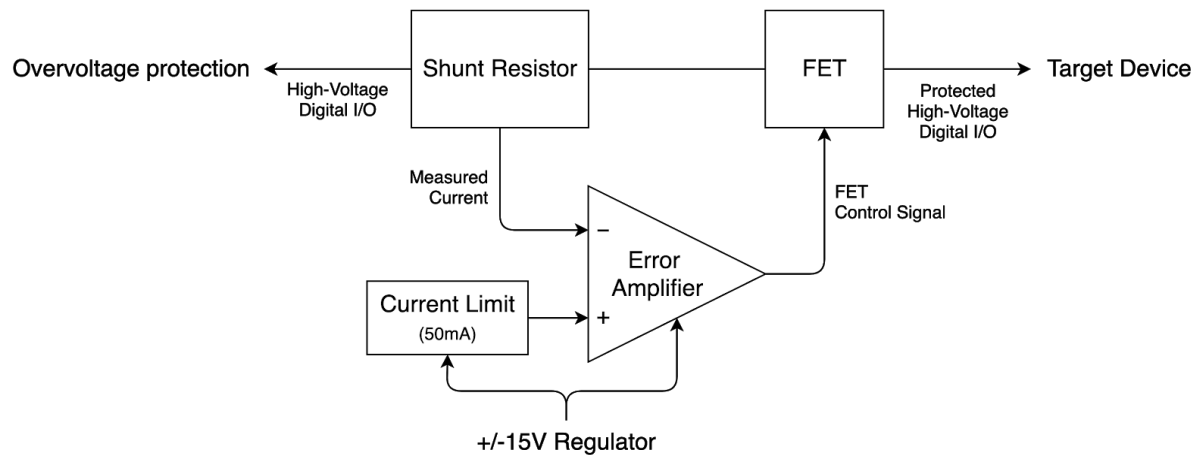 Overvoltage protection
High-Voltage
Digital I/O
Shunt Resistor
FET
Protected
High-Voltage
Digital I/O
Target Device
Measured
Current
FET
Control Signal
−
Error
Amplifier
+
Current Limit
(50mA)
+/-15V Regulator